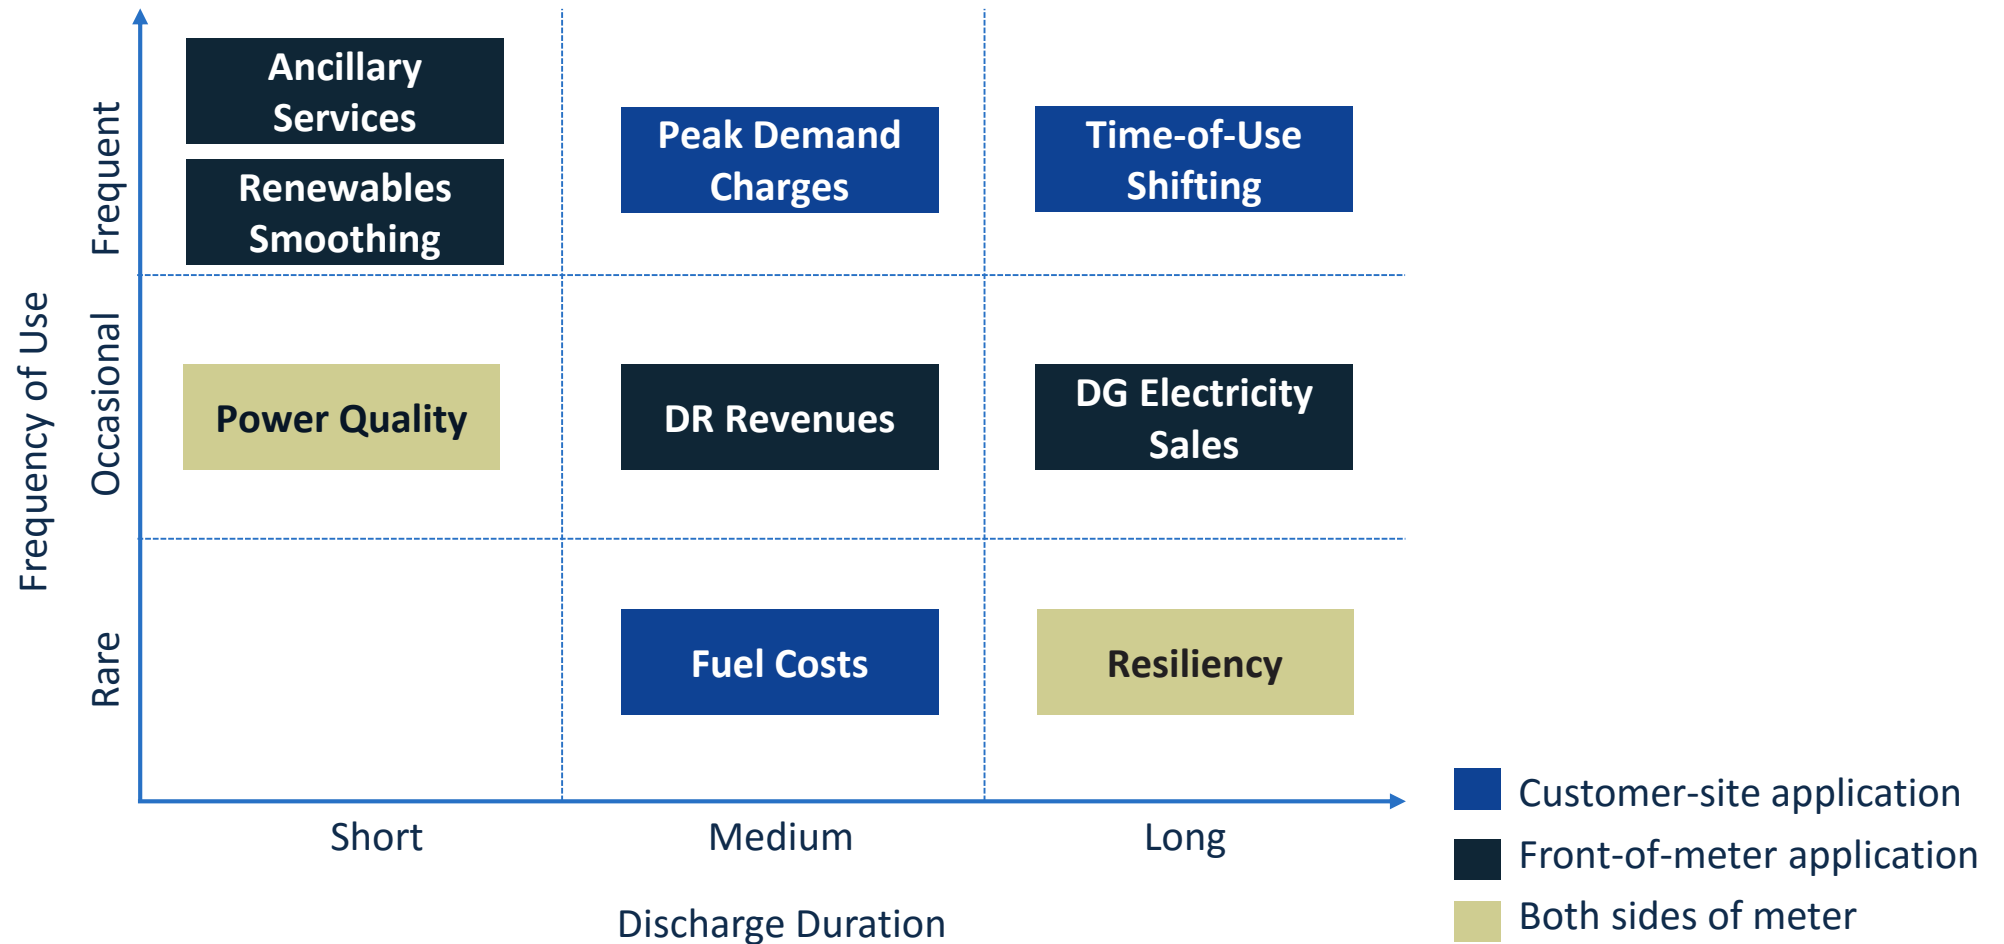 Frequency of Use
Frequent
Occasional
Rare
Ancillary
Services
Renewables
Smoothing
Peak Demand
Charges
Time-of-Use
Shifting
Power Quality
DR Revenues
DG Electricity
Sales
Fuel Costs
Resiliency
Short
Medium
Long
Discharge Duration
Customer-site application
Front-of-meter application
Both sides of meter